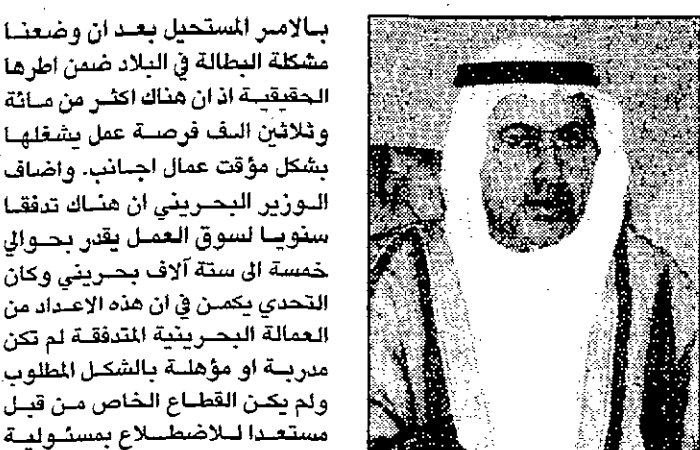 بالامر المستحيل بعد ان وضعنا
مشكلة البطالة في البلاد ضمن اطرها
الحقيقية اذ ان هناك اكثر من مائة
وثلاثين الف فرصة عمل يشغلها
بشكل مؤقت عمال اجانب. واضاف
الوزير البحريني ان هناك تدفقا
سنويا لسوق العمل يقدر بحوالي
خمسة الى ستة آلاف بحريني وكان
التحدي يكمن في ان هذه الاعداد من
العمالة البحرينية المتدفقة لم تكن
مدربة او مؤهلة بالشكل المطلوب
ولم يكن القطاع الخاص من قبل
مستعدا للاضطلاع بمسئولية